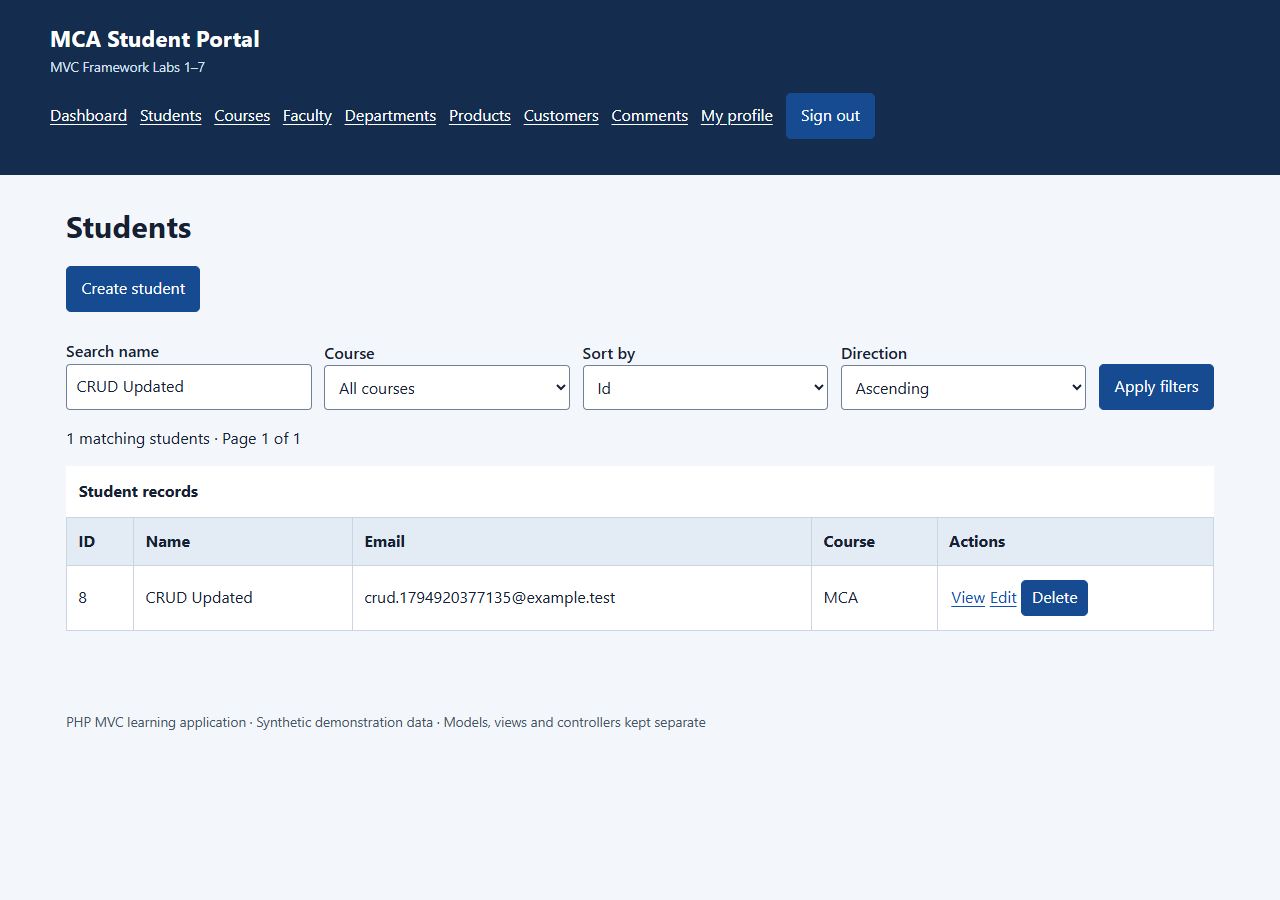 MCA Student Portal
MVC Framework Labs 1–7
Dashboard Students Courses Faculty Departments Products Customers Comments My profile Sign out
Students
Create student
Search name Course Sort by Direction
CRUD Updated All courses Id Ascending Apply filters
1 matching students · Page 1 of 1
Student records
ID Name Email Course Actions
8 CRUD Updated crud.1794920377135@example.test MCA View Edit Delete
PHP MVC learning application · Synthetic demonstration data · Models, views and controllers kept separate